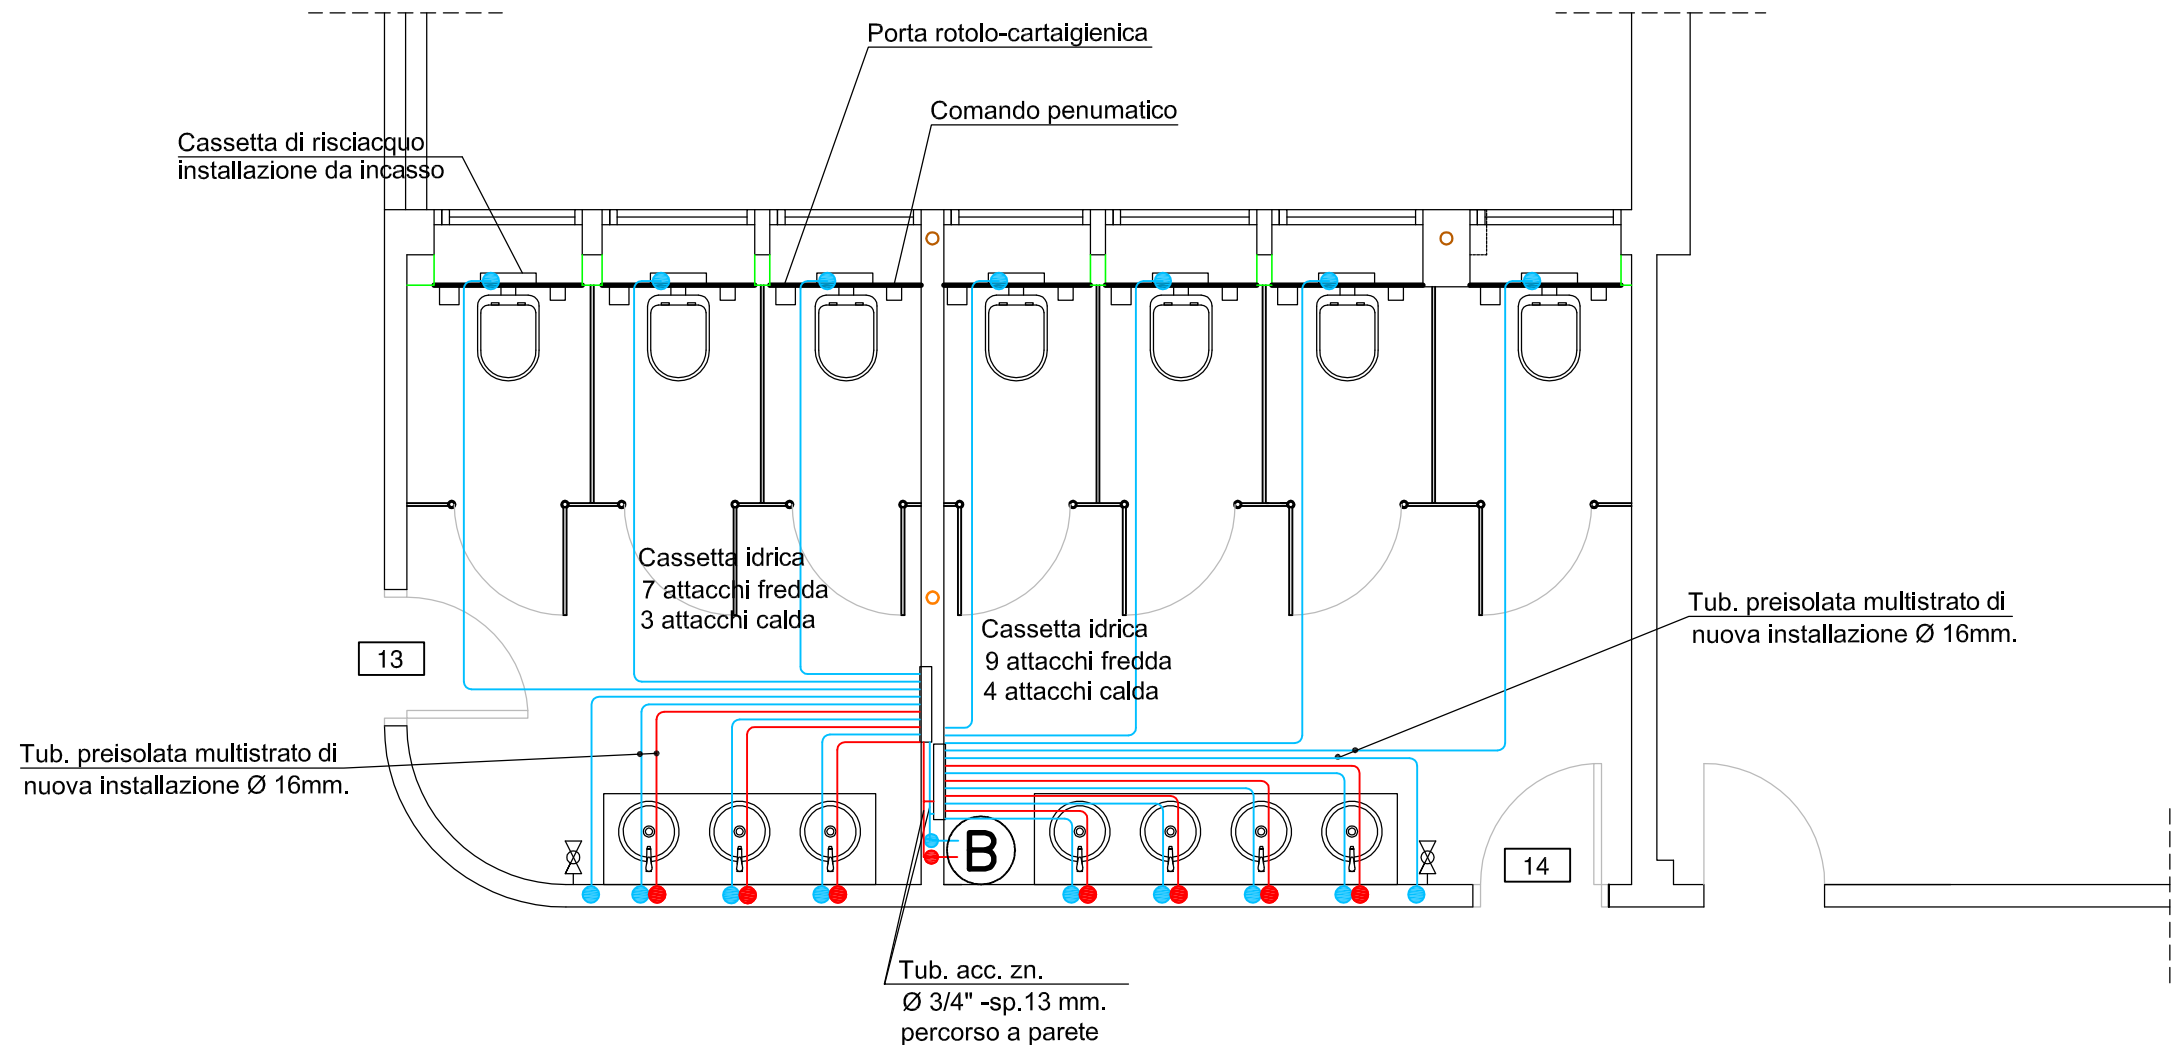 Porta rotolo-cartaigienica
Comando penumatico
Cassetta di risciacquo
installazione da incasso
Cassetta idrica
7 attacchi fredda
3 attacchi calda
Cassetta idrica
9 attacchi fredda
4 attacchi calda
Tub. preisolata multistrato di
nuova installazione Ø 16mm.
13
Tub. preisolata multistrato di
nuova installazione Ø 16mm.
B
14
Tub. acc. zn.
Ø 3/4" -sp.13 mm.
percorso a parete